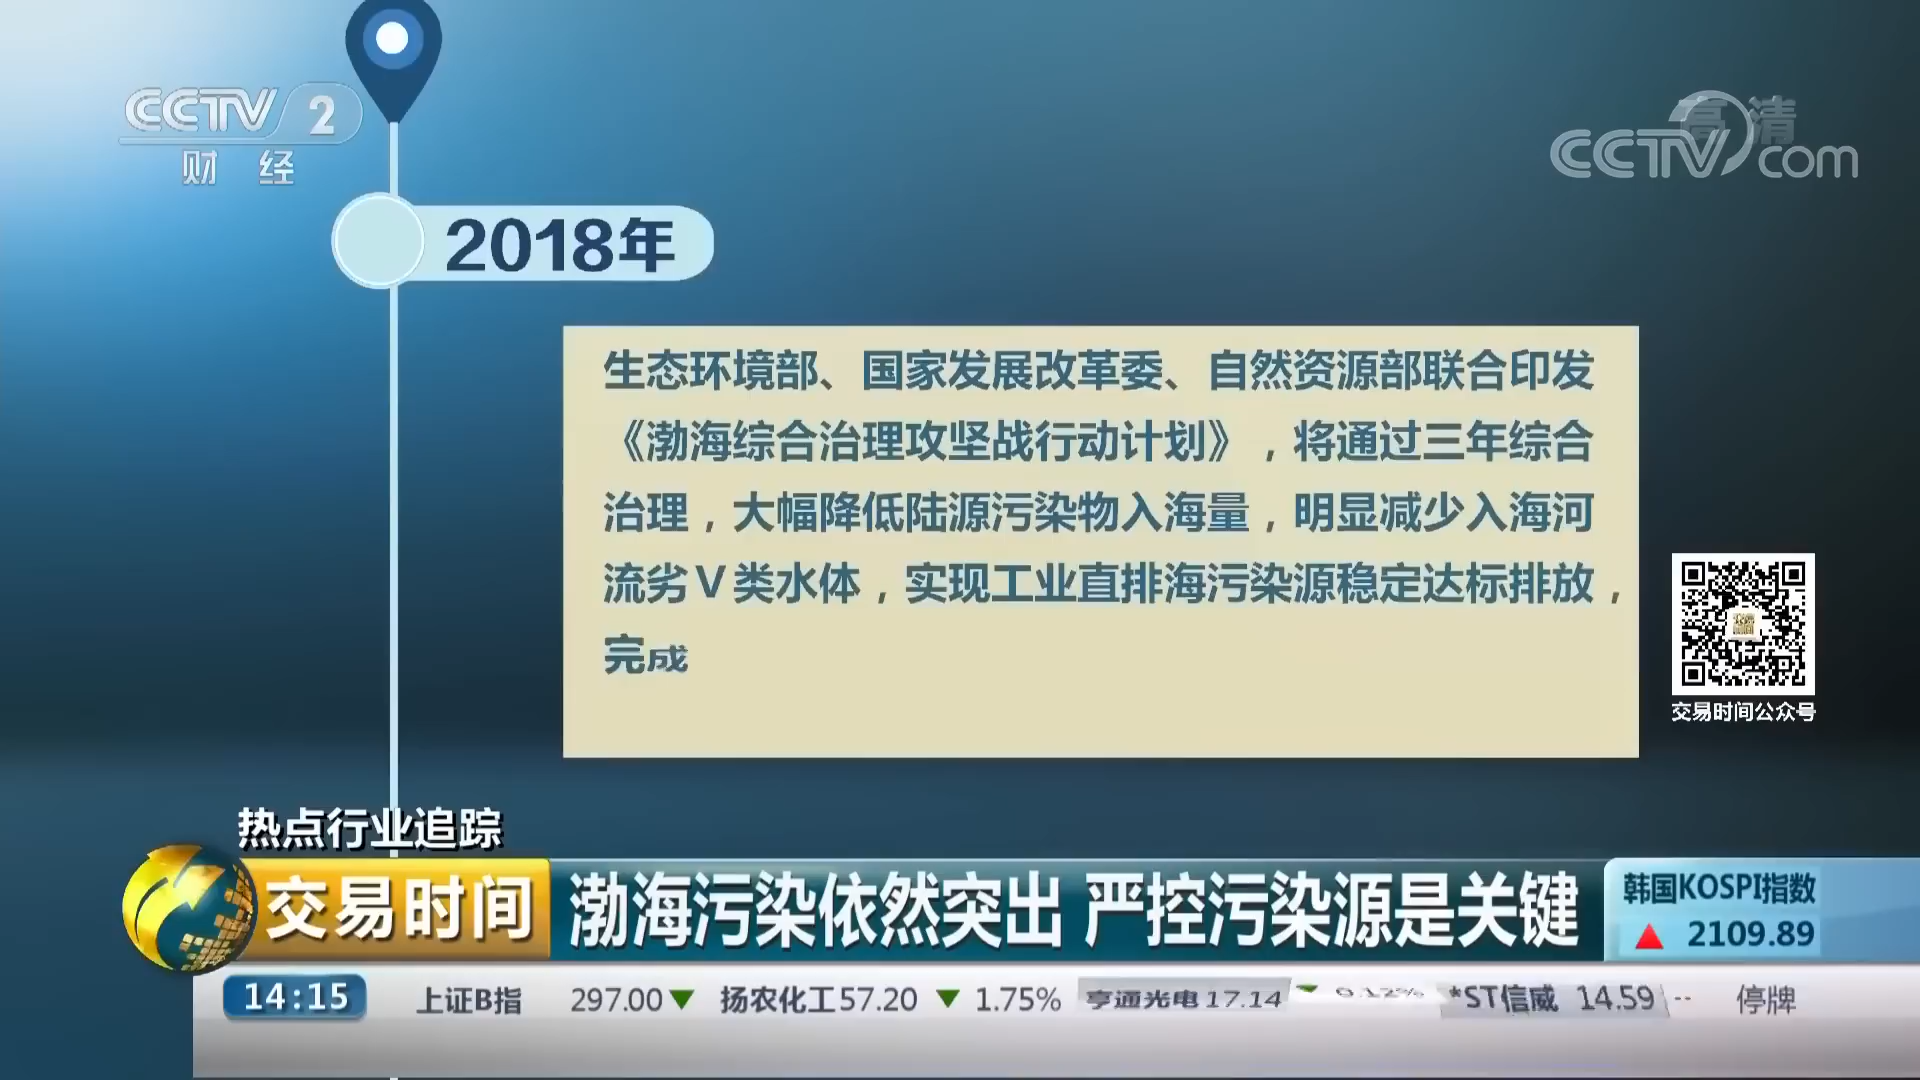 CCTV 2
财 经
高清
CCTV.com
2018年
生态环境部、国家发展改革委、自然资源部联合印发
《渤海综合治理攻坚战行动计划》，将通过三年综合
治理，大幅降低陆源污染物入海量，明显减少入海河
流劣Ⅴ类水体，实现工业直排海污染源稳定达标排放，
完成
交易时间公众号
热点行业追踪
交易时间
渤海污染依然突出 严控污染源是关键
韩国KOSPI指数
▲ 2109.89
14:15 上证B指 297.00▼ 扬农化工57.20 ▼ 1.75% 亨通光电17.14 ▼ 0.12% *ST信威 14.59 -- 停牌